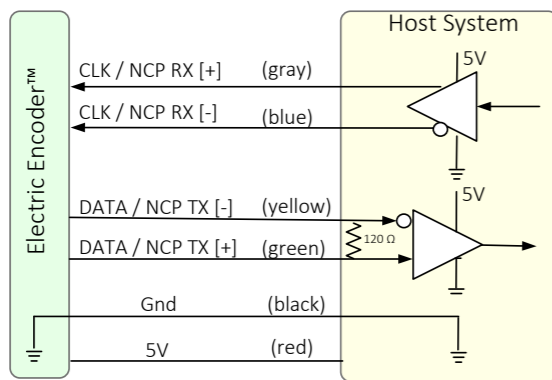 Host System
5V
CLK / NCP RX [+] (gray)
CLK / NCP RX [-] (blue)
Electric Encoder™
5V
DATA / NCP TX [-] (yellow)
120 Ω
DATA / NCP TX [+] (green)
Gnd (black)
5V (red)